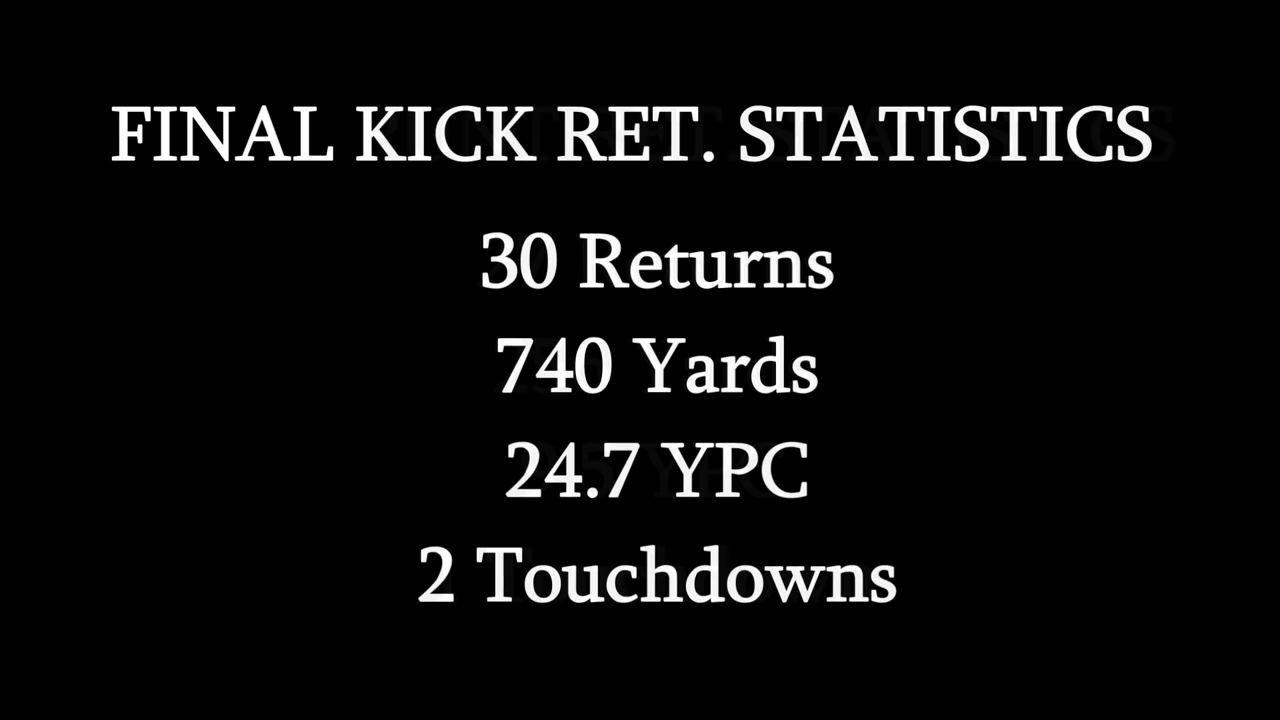 FINAL KICK RET. STATISTICS
30 Returns
740 Yards
24.7 YPC
2 Touchdowns